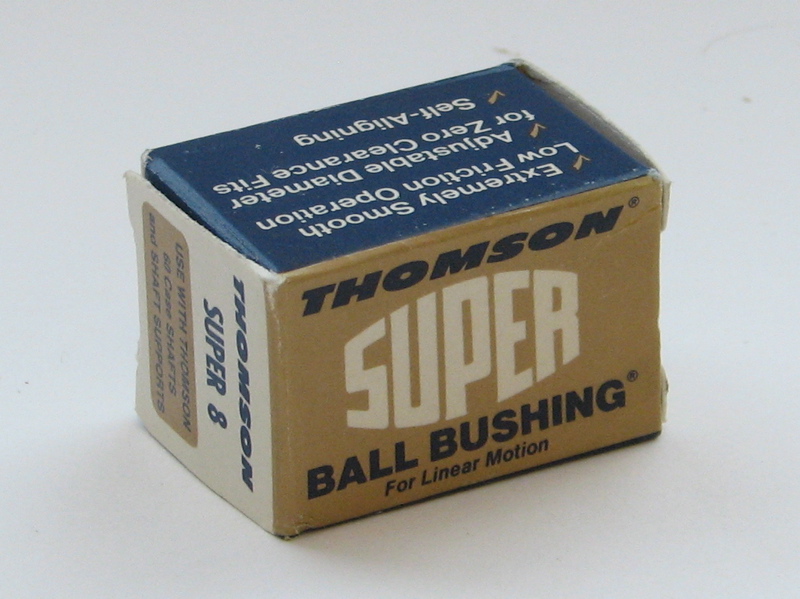 Extremely Smooth
Low Friction Operation
Adjustable Diameter
for Zero Clearance Fits
Self-Aligning
THOMSON®
SUPER
BALL BUSHING®
For Linear Motion
THOMSON
SUPER 8
USE WITH THOMSON
60 Case SHAFTS
and SHAFT SUPPORTS